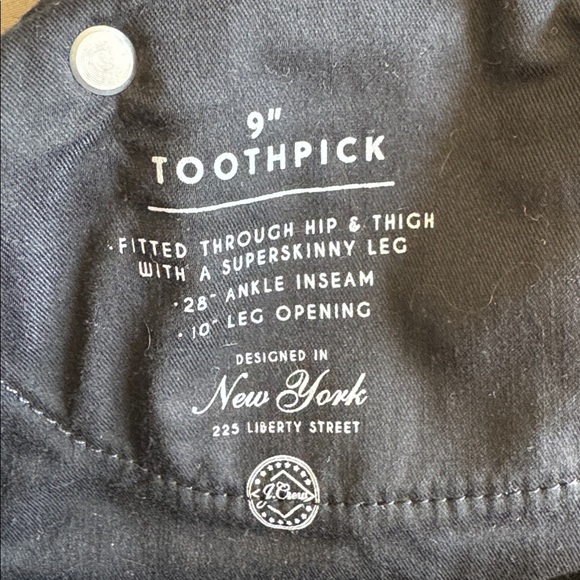 9"
TOOTHPICK
·FITTED THROUGH HIP & THIGH
WITH A SUPERSKINNY LEG
·28" ANKLE INSEAM
·10" LEG OPENING
DESIGNED IN
New York
225 LIBERTY STREET
J.Crew